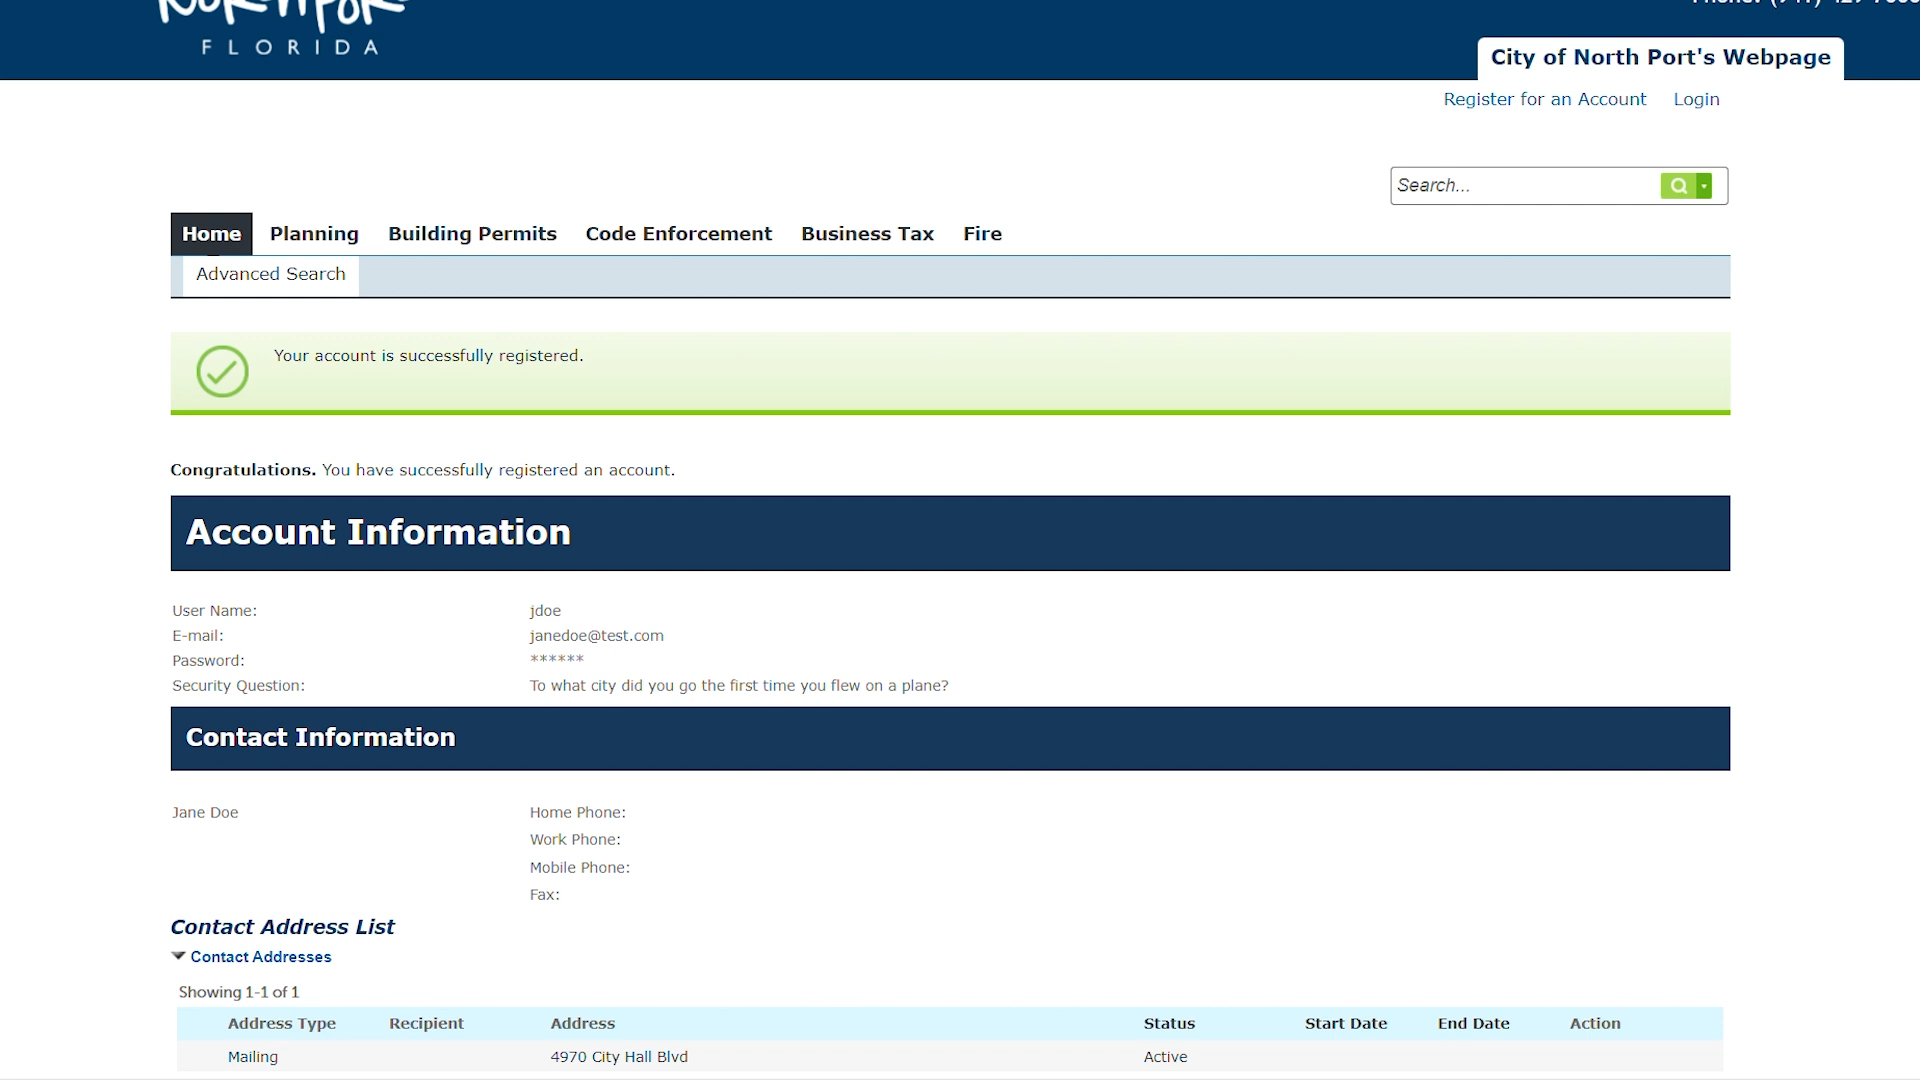 NORTH PORT
FLORIDA
City of North Port's Webpage
Register for an Account Login
Search...
Home Planning Building Permits Code Enforcement Business Tax Fire
Advanced Search
Your account is successfully registered.
Congratulations. You have successfully registered an account.
Account Information
User Name: jdoe
E-mail: janedoe@test.com
Password: ******
Security Question: To what city did you go the first time you flew on a plane?
Contact Information
Jane Doe Home Phone:
Work Phone:
Mobile Phone:
Fax:
Contact Address List
Contact Addresses
Showing 1-1 of 1
Address Type Recipient Address Status Start Date End Date Action
Mailing 4970 City Hall Blvd Active